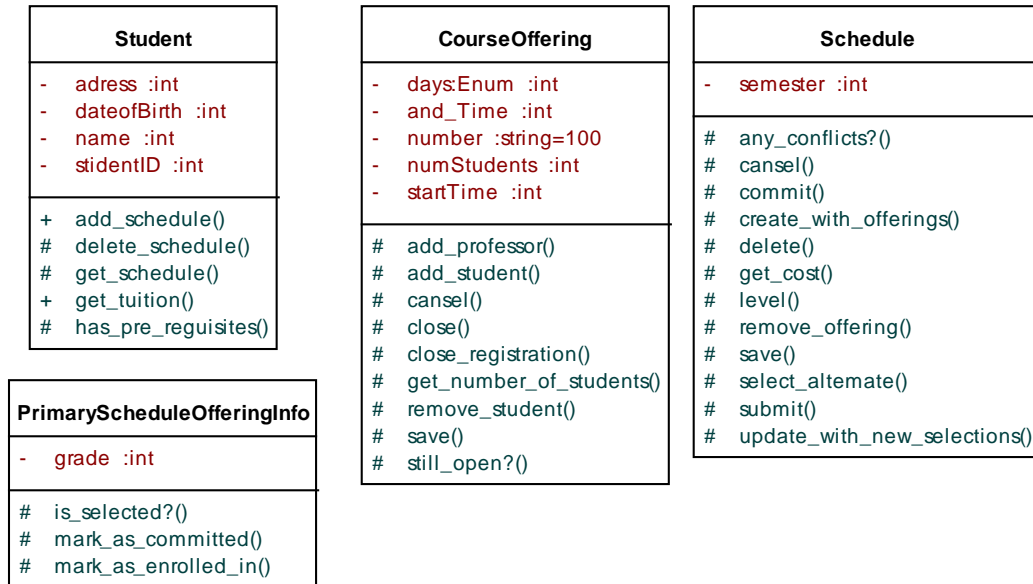 Student
- adress :int
- dateofBirth :int
- name :int
- stidentID :int
+ add_schedule()
# delete_schedule()
# get_schedule()
+ get_tuition()
# has_pre_reguisites()
PrimaryScheduleOfferingInfo
- grade :int
# is_selected?()
# mark_as_committed()
# mark_as_enrolled_in()
CourseOffering
- days:Enum :int
- and_Time :int
- number :string=100
- numStudents :int
- startTime :int
# add_professor()
# add_student()
# cansel()
# close()
# close_registration()
# get_number_of_students()
# remove_student()
# save()
# still_open?()
Schedule
- semester :int
# any_conflicts?()
# cansel()
# commit()
# create_with_offerings()
# delete()
# get_cost()
# level()
# remove_offering()
# save()
# select_altemate()
# submit()
# update_with_new_selections()